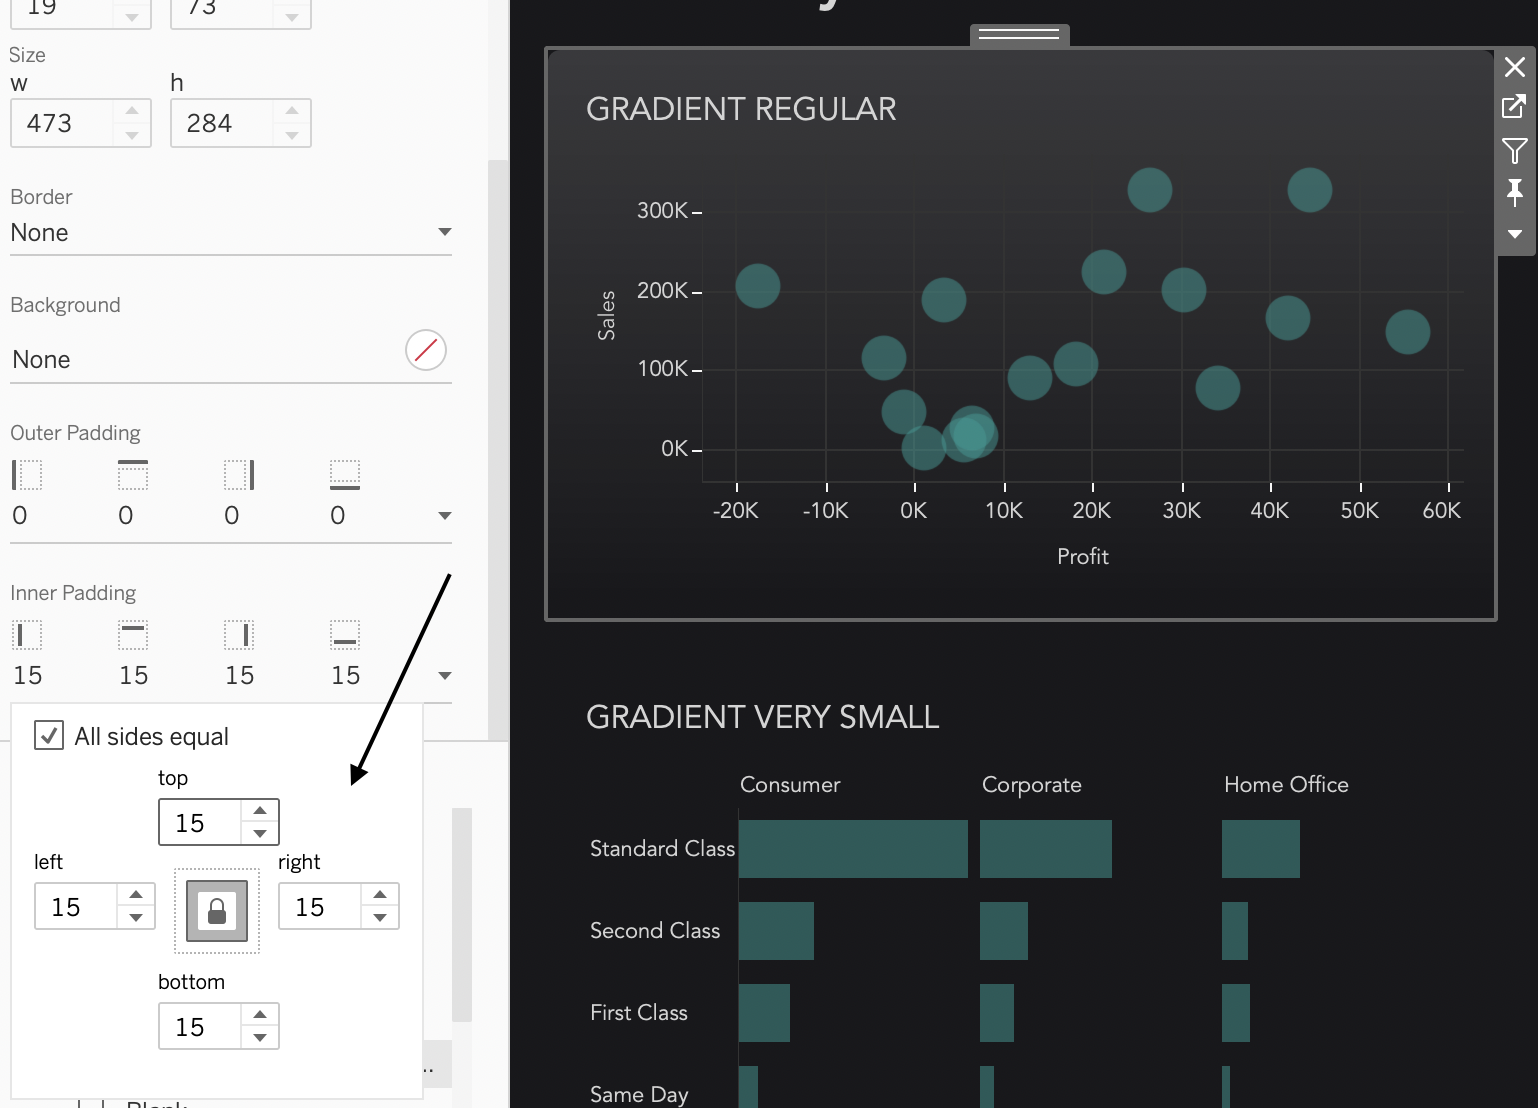 19 73
Size
w h
473 284
Border
None
Background
None
Outer Padding
0 0 0 0
Inner Padding
15 15 15 15
All sides equal
top
15
left right
15 15
bottom
15
..
GRADIENT REGULAR
300K
200K
100K
0K
Sales
-20K -10K 0K 10K 20K 30K 40K 50K 60K
Profit
GRADIENT VERY SMALL
Consumer Corporate Home Office
Standard Class
Second Class
First Class
Same Day